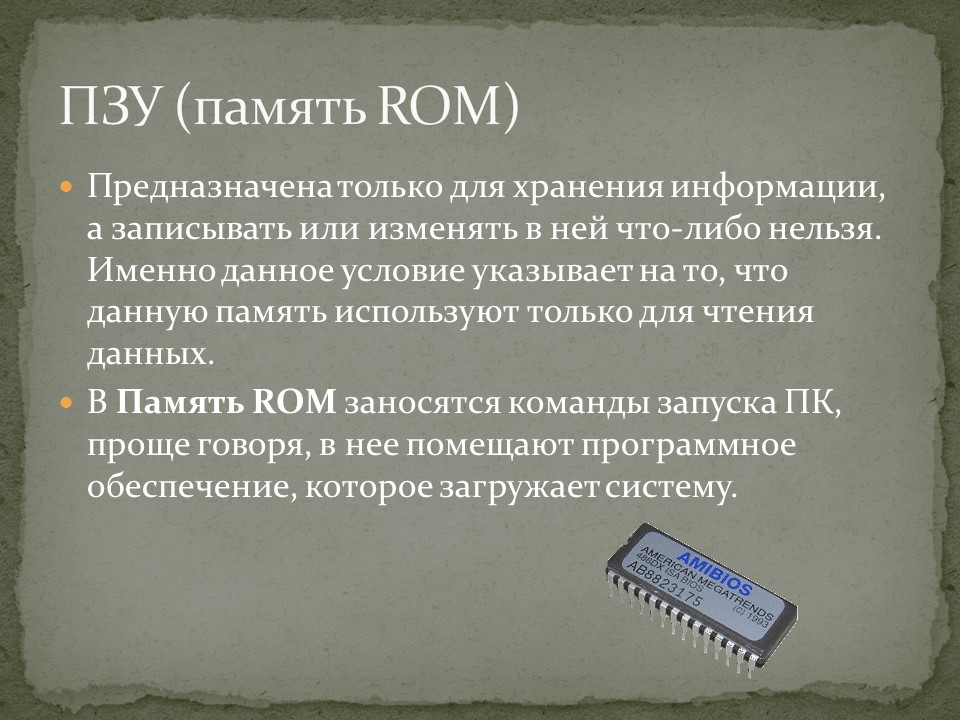 ПЗУ (память ROM)
• Предназначена только для хранения информации,
а записывать или изменять в ней что-либо нельзя.
Именно данное условие указывает на то, что
данную память используют только для чтения
данных.
• В Память ROM заносятся команды запуска ПК,
проще говоря, в нее помещают программное
обеспечение, которое загружает систему.
AMIBIOS
AMERICAN MEGATRENDS
486DX ISA BIOS
(C) 1993
AB8823175